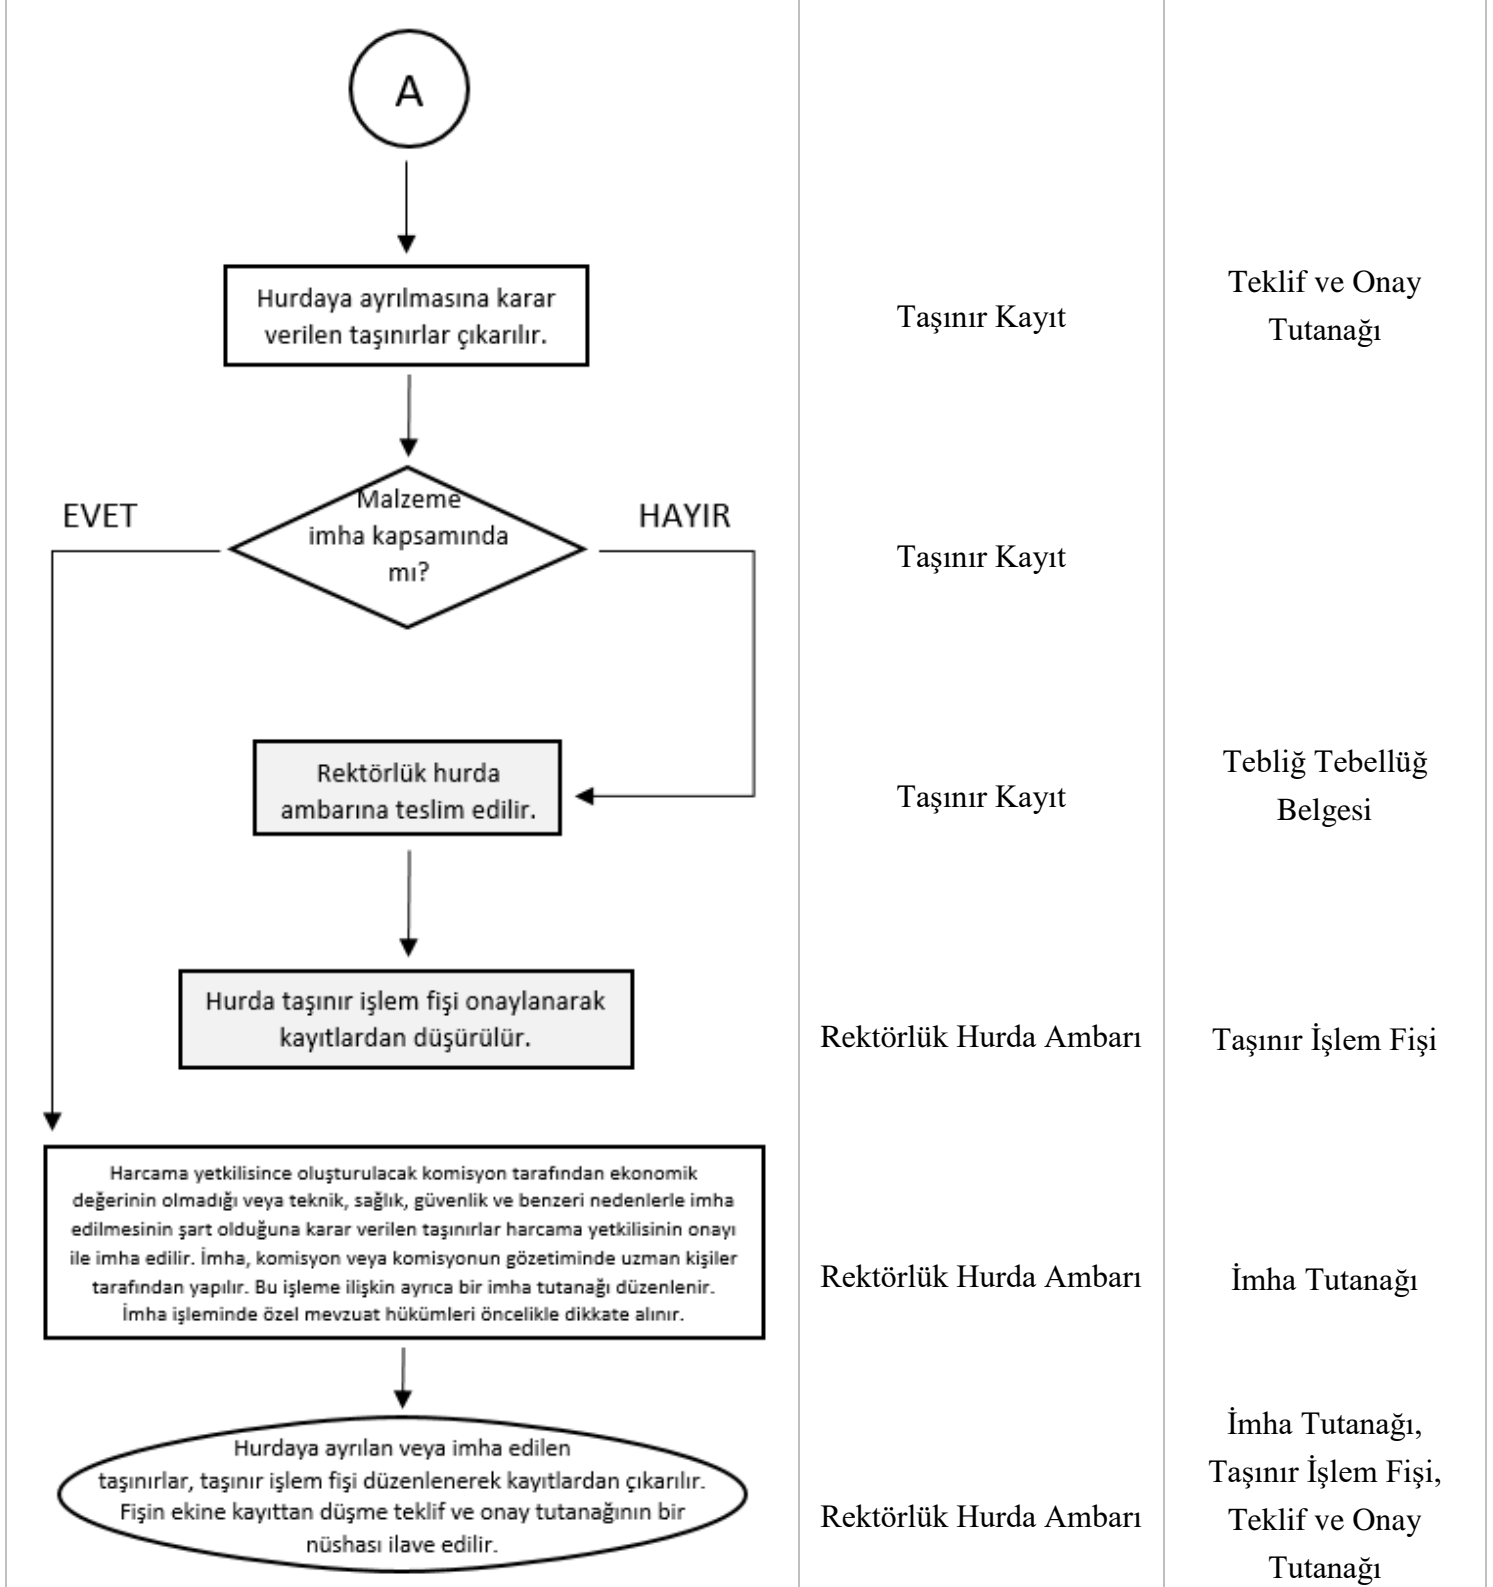 A
Hurdaya ayrılmasına karar
verilen taşınırlar çıkarılır.
Taşınır Kayıt
Teklif ve Onay
Tutanağı
EVET
HAYIR
Malzeme
imha kapsamında
mı?
Taşınır Kayıt
Rektörlük hurda
ambarına teslim edilir.
Taşınır Kayıt
Tebliğ Tebellüğ
Belgesi
Hurda taşınır işlem fişi onaylanarak
kayıtlardan düşürülür.
Rektörlük Hurda Ambarı
Taşınır İşlem Fişi
Harcama yetkilisince oluşturulacak komisyon tarafından ekonomik
değerinin olmadığı veya teknik, sağlık, güvenlik ve benzeri nedenlerle imha
edilmesinin şart olduğuna karar verilen taşınırlar harcama yetkilisinin onayı
ile imha edilir. İmha, komisyon veya komisyonun gözetiminde uzman kişiler
tarafından yapılır. Bu işleme ilişkin ayrıca bir imha tutanağı düzenlenir.
İmha işleminde özel mevzuat hükümleri öncelikle dikkate alınır.
Rektörlük Hurda Ambarı
İmha Tutanağı
Hurdaya ayrılan veya imha edilen
taşınırlar, taşınır işlem fişi düzenlenerek kayıtlardan çıkarılır.
Fişin ekine kayıttan düşme teklif ve onay tutanağının bir
nüshası ilave edilir.
Rektörlük Hurda Ambarı
İmha Tutanağı,
Taşınır İşlem Fişi,
Teklif ve Onay
Tutanağı